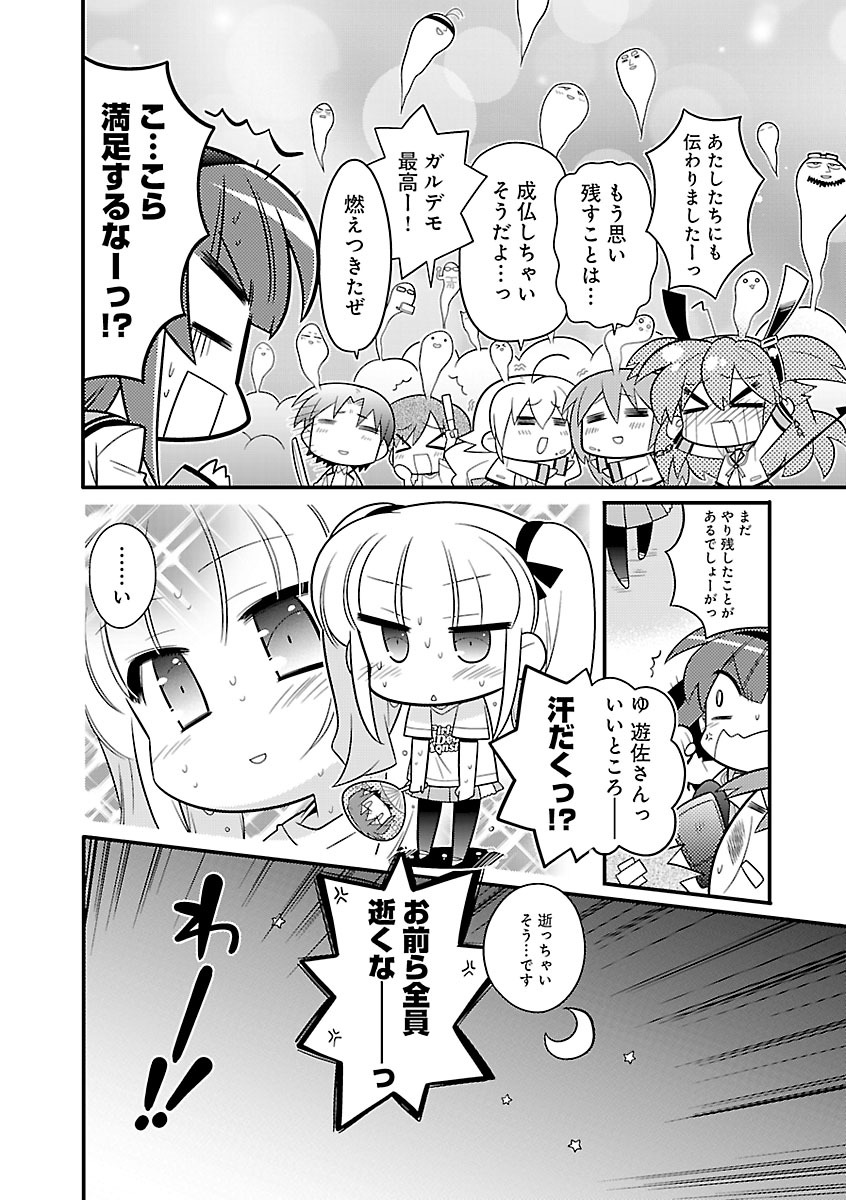 あたしたちにも
伝わりましたーっ
もう思い
残すことは…
成仏しちゃい
そうだよ…っ
ガルデモ
最高ー！
燃えつきたぜ
こ…こら
満足するなーっ!?
まだ
やり残したことが
あるでしょーがっ
ゆ 遊佐さんっ
いいところ――
汗だくっ!?
……い
逝っちゃい
そう…です
お前ら全員
逝くな――っ
わーー!!